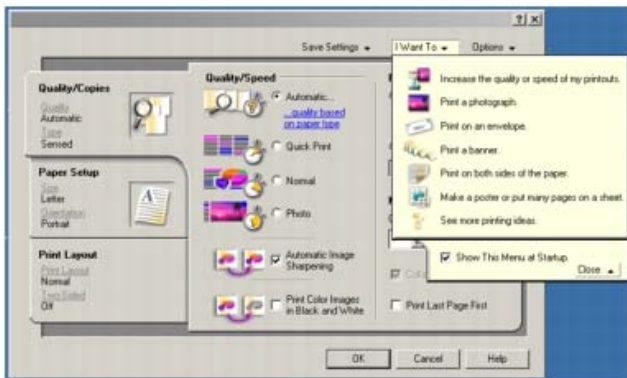 Save Settings
I Want To
Options
Quality/Copies
Quality
Automatic
Type
Sensed
Paper Setup
Size
Letter
Orientation
Portrait
Print Layout
Print Layout
Normal
Two Sided
Off
Quality/Speed
Automatic...
...quality based
on paper type
Quick Print
Normal
Photo
Automatic Image
Sharpening
Print Color Images
in Black and White
Increase the quality or speed of my printouts.
Print a photograph.
Print on an envelope.
Print a banner.
Print on both sides of the paper.
Make a poster or put many pages on a sheet.
See more printing ideas.
Show This Menu at Startup.
Close
Print Last Page First
OK
Cancel
Help